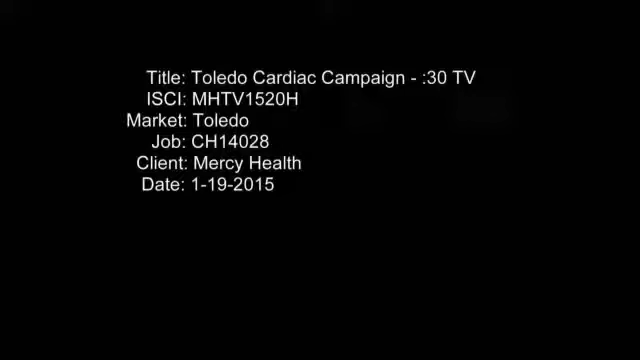 Title: Toledo Cardiac Campaign - :30 TV
ISCI: MHTV1520H
Market: Toledo
Job: CH14028
Client: Mercy Health
Date: 1-19-2015